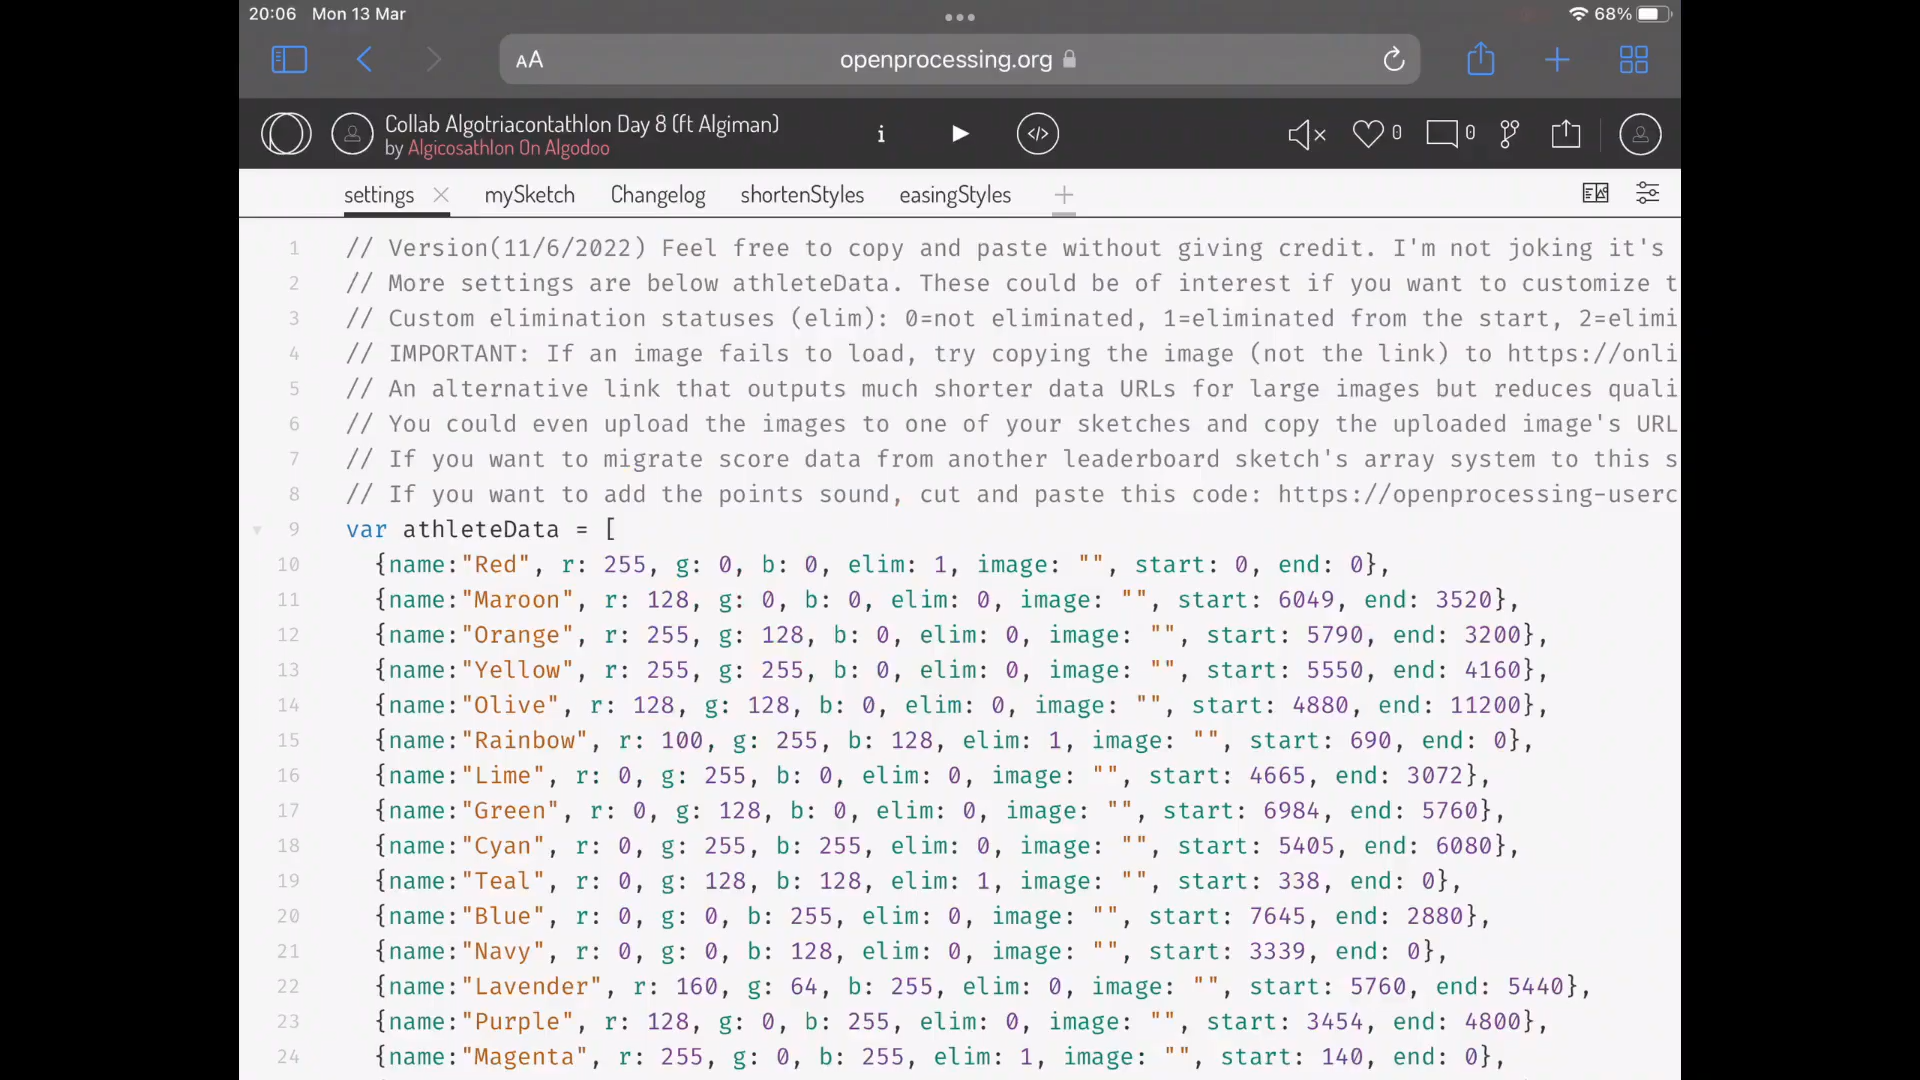 20:06 Mon 13 Mar
68%
AA
openprocessing.org
Collab Algotriacontathlon Day 8 (ft Algiman)
by Algicosathlon On Algodoo
i
</>
0
0
settings
mySketch
Changelog
shortenStyles
easingStyles
1 // Version(11/6/2022) Feel free to copy and paste without giving credit. I'm not joking it's
2 // More settings are below athleteData. These could be of interest if you want to customize t
3 // Custom elimination statuses (elim): 0=not eliminated, 1=eliminated from the start, 2=elimi
4 // IMPORTANT: If an image fails to load, try copying the image (not the link) to https://onli
5 // An alternative link that outputs much shorter data URLs for large images but reduces quali
6 // You could even upload the images to one of your sketches and copy the uploaded image's URL
7 // If you want to migrate score data from another leaderboard sketch's array system to this s
8 // If you want to add the points sound, cut and paste this code: https://openprocessing-userc
9 var athleteData = [
10 {name:"Red", r: 255, g: 0, b: 0, elim: 1, image: "", start: 0, end: 0},
11 {name:"Maroon", r: 128, g: 0, b: 0, elim: 0, image: "", start: 6049, end: 3520},
12 {name:"Orange", r: 255, g: 128, b: 0, elim: 0, image: "", start: 5790, end: 3200},
13 {name:"Yellow", r: 255, g: 255, b: 0, elim: 0, image: "", start: 5550, end: 4160},
14 {name:"Olive", r: 128, g: 128, b: 0, elim: 0, image: "", start: 4880, end: 11200},
15 {name:"Rainbow", r: 100, g: 255, b: 128, elim: 1, image: "", start: 690, end: 0},
16 {name:"Lime", r: 0, g: 255, b: 0, elim: 0, image: "", start: 4665, end: 3072},
17 {name:"Green", r: 0, g: 128, b: 0, elim: 0, image: "", start: 6984, end: 5760},
18 {name:"Cyan", r: 0, g: 255, b: 255, elim: 0, image: "", start: 5405, end: 6080},
19 {name:"Teal", r: 0, g: 128, b: 128, elim: 1, image: "", start: 338, end: 0},
20 {name:"Blue", r: 0, g: 0, b: 255, elim: 0, image: "", start: 7645, end: 2880},
21 {name:"Navy", r: 0, g: 0, b: 128, elim: 0, image: "", start: 3339, end: 0},
22 {name:"Lavender", r: 160, g: 64, b: 255, elim: 0, image: "", start: 5760, end: 5440},
23 {name:"Purple", r: 128, g: 0, b: 255, elim: 0, image: "", start: 3454, end: 4800},
24 {name:"Magenta", r: 255, g: 0, b: 255, elim: 1, image: "", start: 140, end: 0},